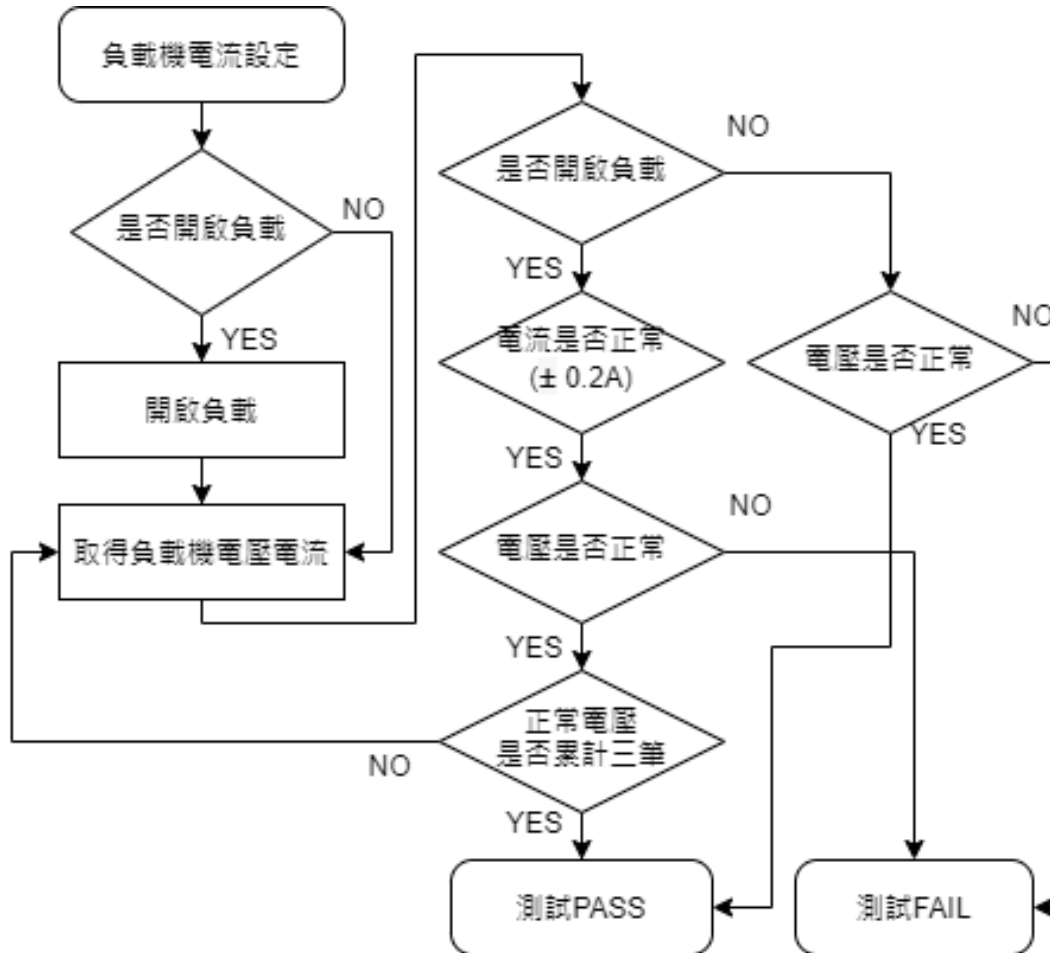 負載機電流設定
是否開啟負載
NO
YES
開啟負載
取得負載機電壓電流
是否開啟負載
NO
YES
電流是否正常
(± 0.2A)
YES
電壓是否正常
NO
YES
電壓是否正常
NO
YES
正常電壓
是否累計三筆
NO
YES
測試PASS
測試FAIL